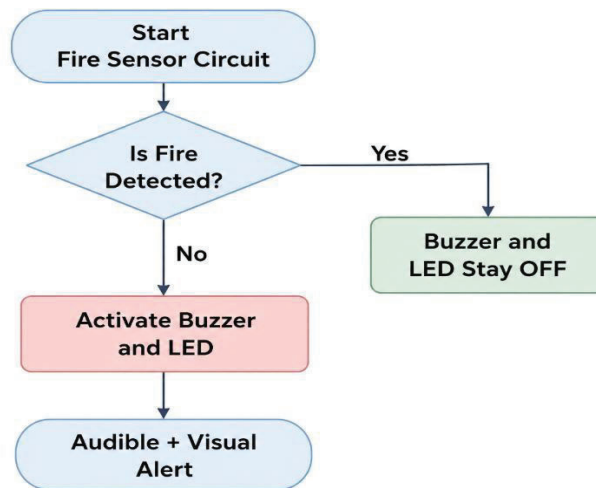 Start
Fire Sensor Circuit
Is Fire
Detected?
Yes
Buzzer and
LED Stay OFF
No
Activate Buzzer
and LED
Audible + Visual
Alert